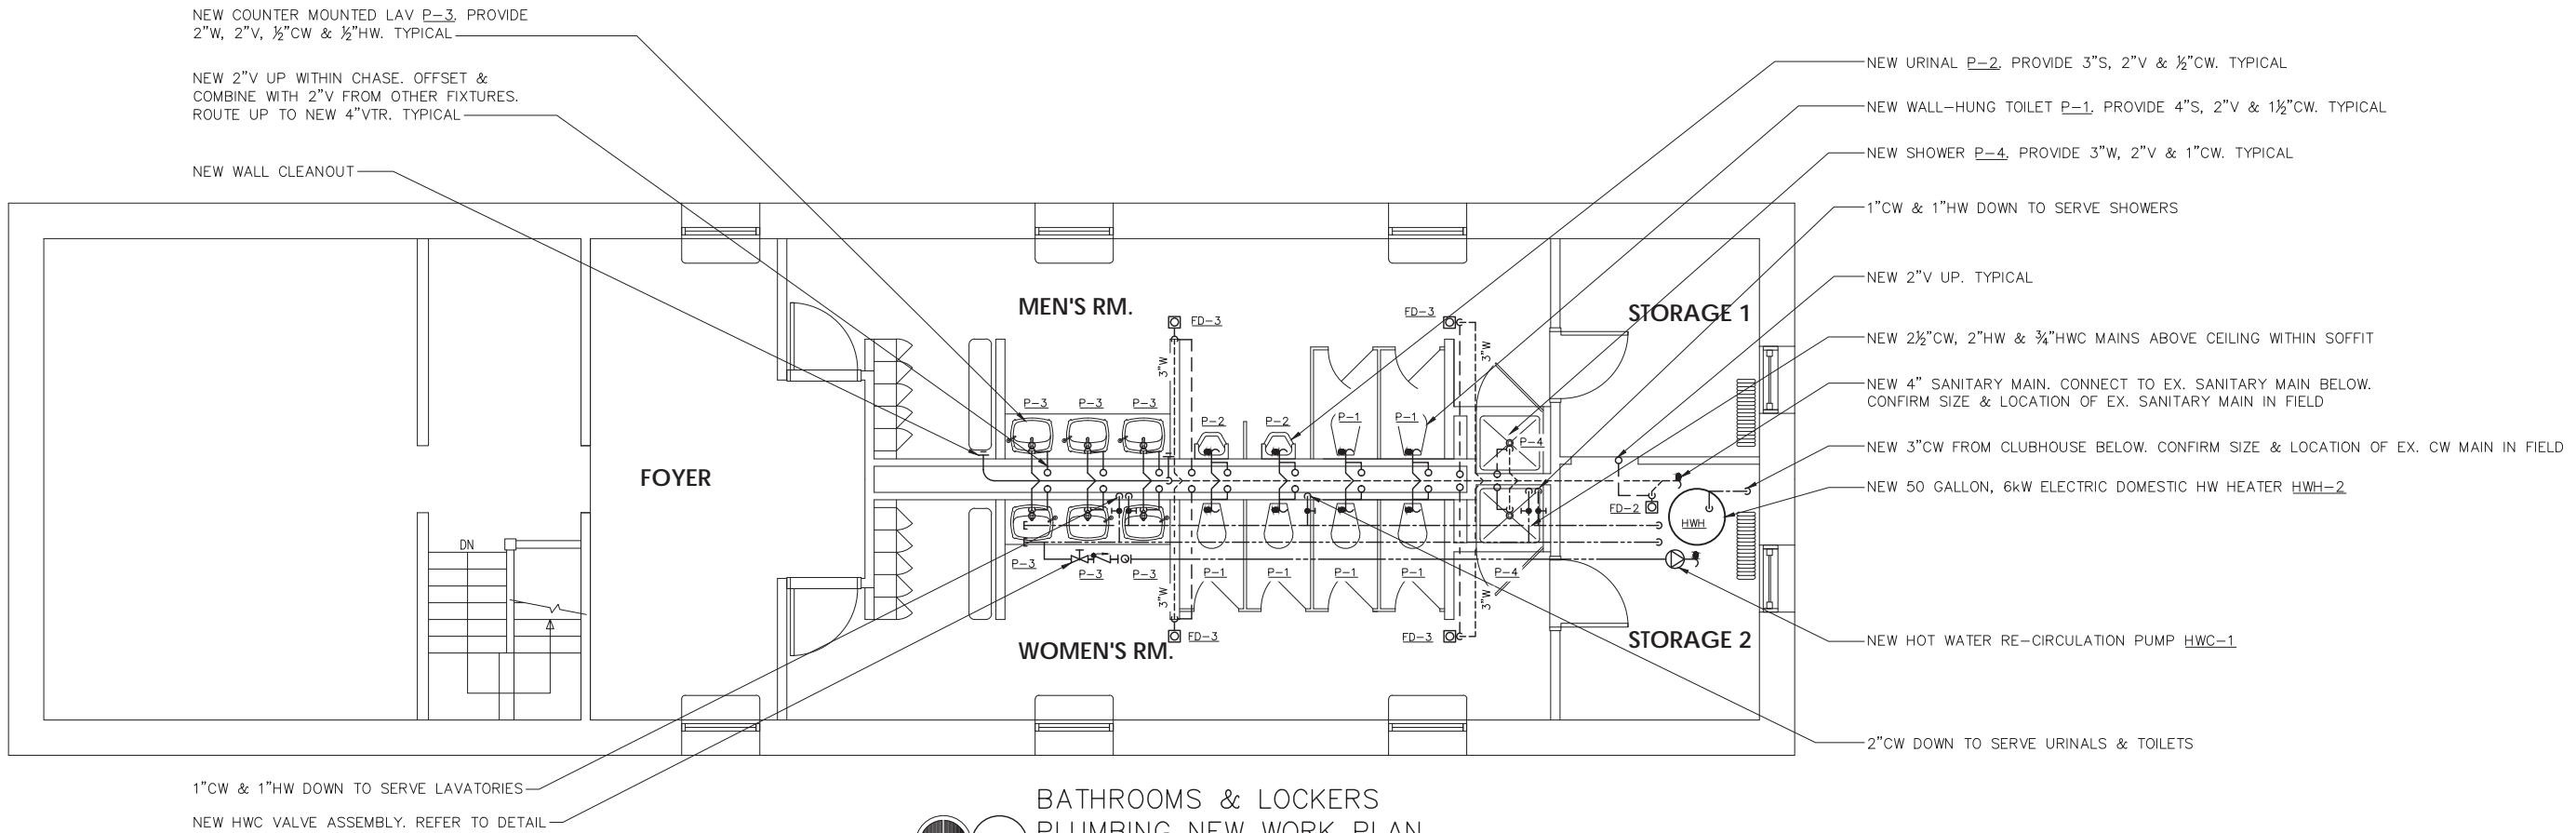 NEW COUNTER MOUNTED LAV P-3. PROVIDE
2"W, 2"V, ½"CW & ½"HW. TYPICAL
NEW 2"V UP WITHIN CHASE. OFFSET &
COMBINE WITH 2"V FROM OTHER FIXTURES.
ROUTE UP TO NEW 4"VTR. TYPICAL
NEW WALL CLEANOUT
NEW URINAL P-2. PROVIDE 3"S, 2"V & ½"CW. TYPICAL
NEW WALL-HUNG TOILET P-1. PROVIDE 4"S, 2"V & 1½"CW. TYPICAL
NEW SHOWER P-4. PROVIDE 3"W, 2"V & 1"CW. TYPICAL
1"CW & 1"HW DOWN TO SERVE SHOWERS
NEW 2"V UP. TYPICAL
NEW 2½"CW, 2"HW & ¾"HWC MAINS ABOVE CEILING WITHIN SOFFIT
NEW 4" SANITARY MAIN. CONNECT TO EX. SANITARY MAIN BELOW.
CONFIRM SIZE & LOCATION OF EX. SANITARY MAIN IN FIELD
NEW 3"CW FROM CLUBHOUSE BELOW. CONFIRM SIZE & LOCATION OF EX. CW MAIN IN FIELD
NEW 50 GALLON, 6kW ELECTRIC DOMESTIC HW HEATER HWH-2
NEW HOT WATER RE-CIRCULATION PUMP HWC-1
2"CW DOWN TO SERVE URINALS & TOILETS
MEN'S RM.
STORAGE 1
FD-3
FD-3
3"W
3"W
P-3
P-3
P-3
P-2
P-2
P-1
P-1
P-4
FOYER
FD-2
HWH
DN
P-3
P-3
P-3
P-1
P-1
P-1
P-1
P-4
3"W
3"W
FD-3
FD-3
WOMEN'S RM.
STORAGE 2
1"CW & 1"HW DOWN TO SERVE LAVATORIES
NEW HWC VALVE ASSEMBLY. REFER TO DETAIL
BATHROOMS & LOCKERS
PLUMBING NEW WORK PLAN